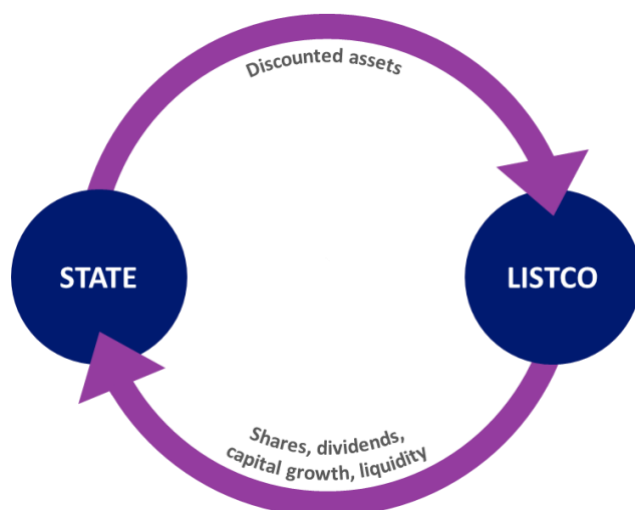 Discounted assets
STATE
LISTCO
Shares, dividends,
capital growth, liquidity